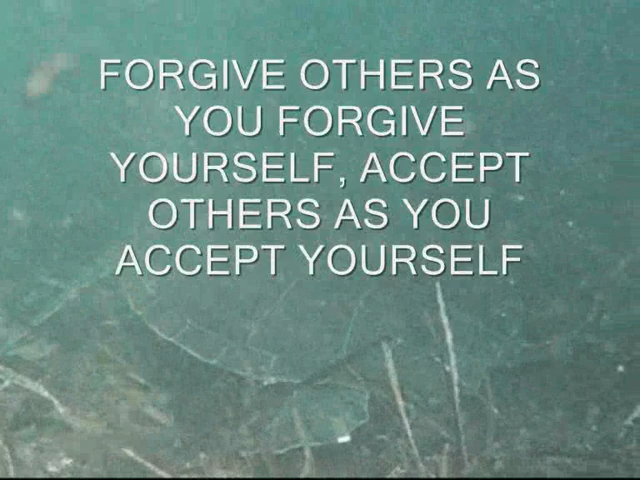 FORGIVE OTHERS AS
YOU FORGIVE
YOURSELF, ACCEPT
OTHERS AS YOU
ACCEPT YOURSELF